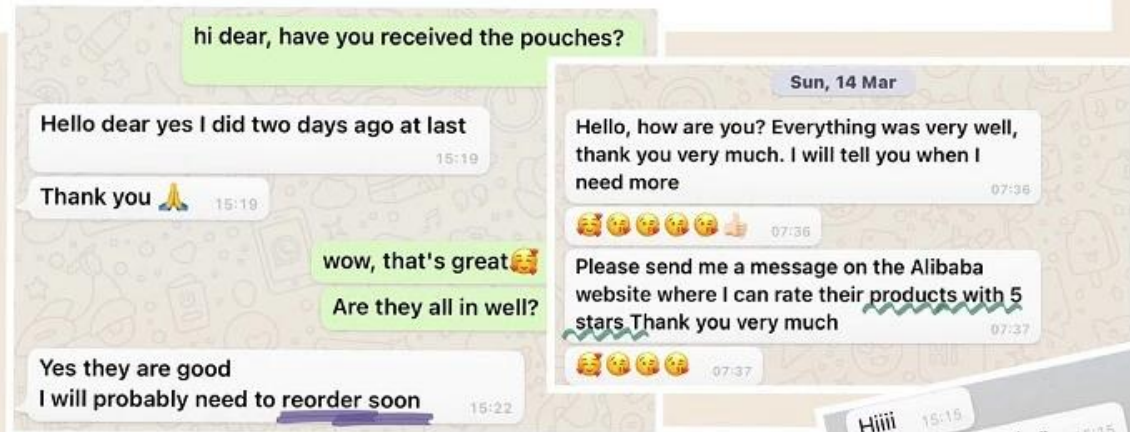 hi dear, have you received the pouches?
Hello dear yes I did two days ago at last
15:19
Thank you 🙏 15:19
wow, that's great🥰
Are they all in well?
Yes they are good
I will probably need to reorder soon 15:22
Sun, 14 Mar
Hello, how are you? Everything was very well,
thank you very much. I will tell you when I
need more 07:36
🥰😘😘😘😘👍🏻 07:36
Please send me a message on the Alibaba
website where I can rate their products with 5
stars Thank you very much 07:37
🥰😘😘😘 07:37
Hiiii 15:15